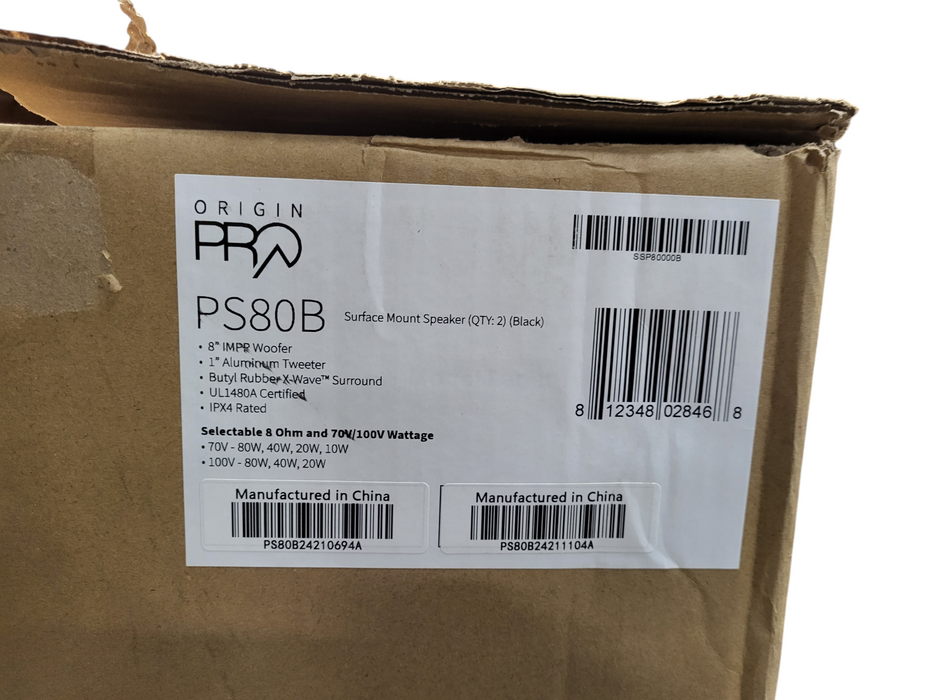 ORIGIN
PRO
SSP80000B
PS80B Surface Mount Speaker (QTY: 2) (Black)
• 8" IMPR Woofer
• 1" Aluminum Tweeter
• Butyl Rubber X-Wave™ Surround
• UL1480A Certified
• IPX4 Rated
8 12348 02846 8
Selectable 8 Ohm and 70V/100V Wattage
• 70V - 80W, 40W, 20W, 10W
• 100V - 80W, 40W, 20W
Manufactured in China
PS80B24210694A
Manufactured in China
PS80B24211104A